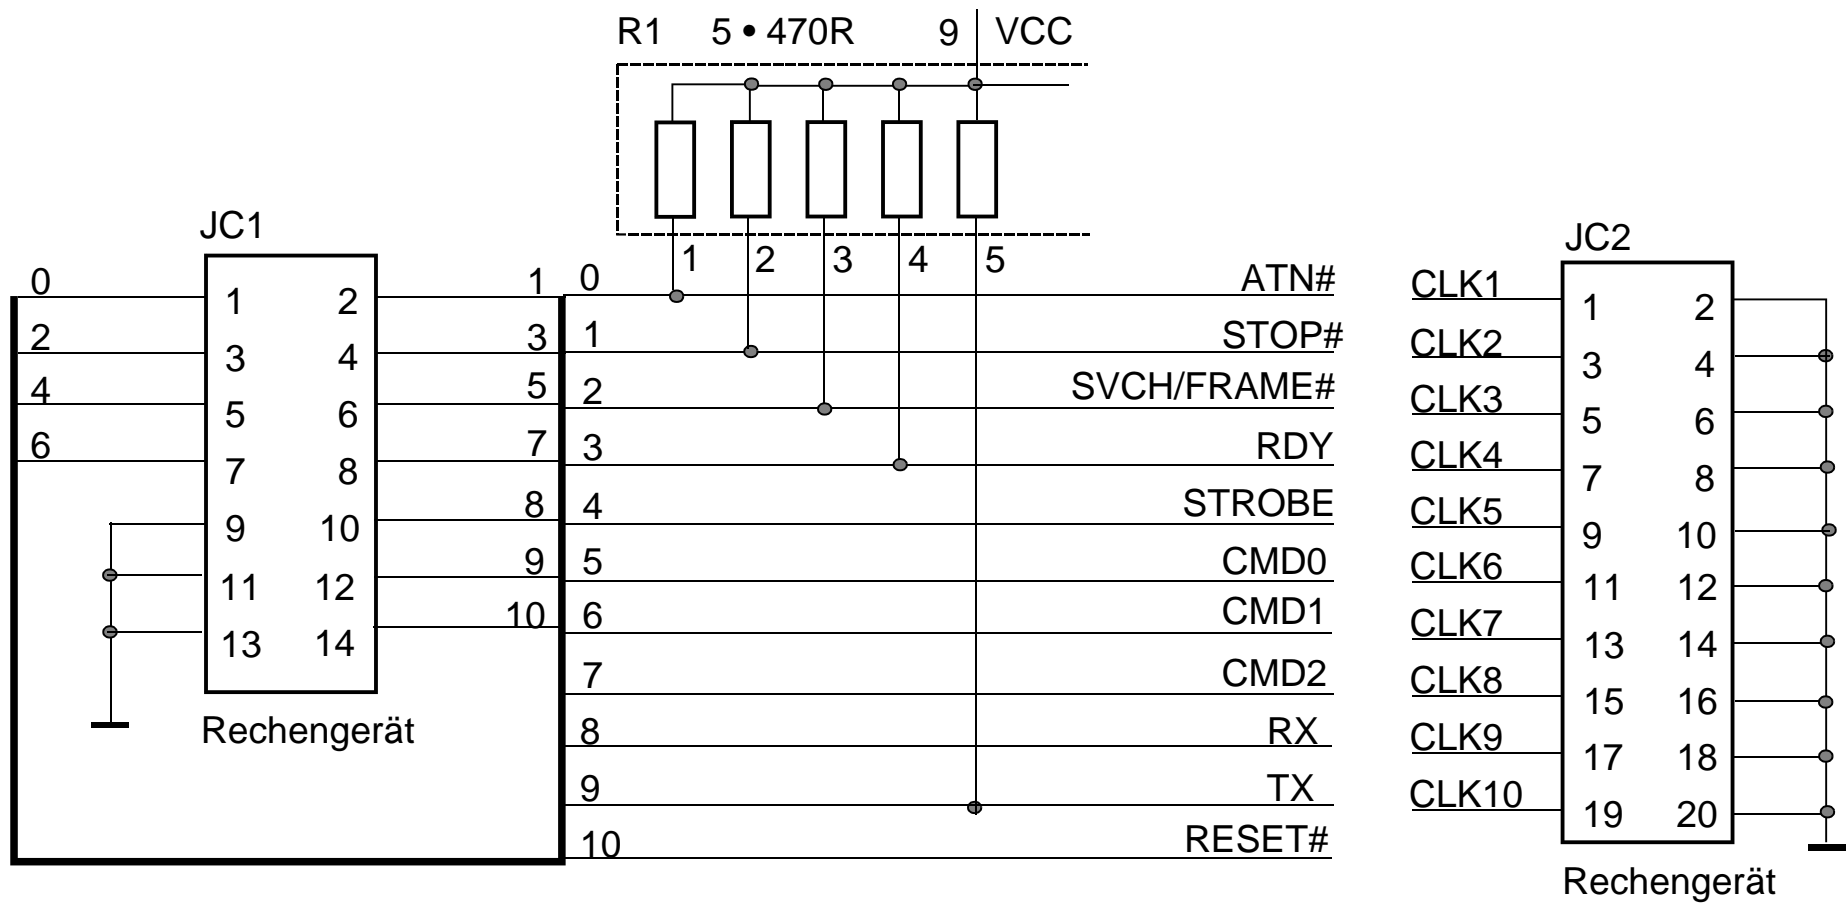 R1 5 • 470R 9 VCC
1 2 3 4 5
JC1
0 1 2 1
2 3 4 3
4 5 6 5
6 7 8 7
9 10 8
11 12 9
13 14 10
Rechengerät
0 ATN#
1 STOP#
2 SVCH/FRAME#
3 RDY
4 STROBE
5 CMD0
6 CMD1
7 CMD2
8 RX
9 TX
10 RESET#
JC2
CLK1 1 2
CLK2 3 4
CLK3 5 6
CLK4 7 8
CLK5 9 10
CLK6 11 12
CLK7 13 14
CLK8 15 16
CLK9 17 18
CLK10 19 20
Rechengerät